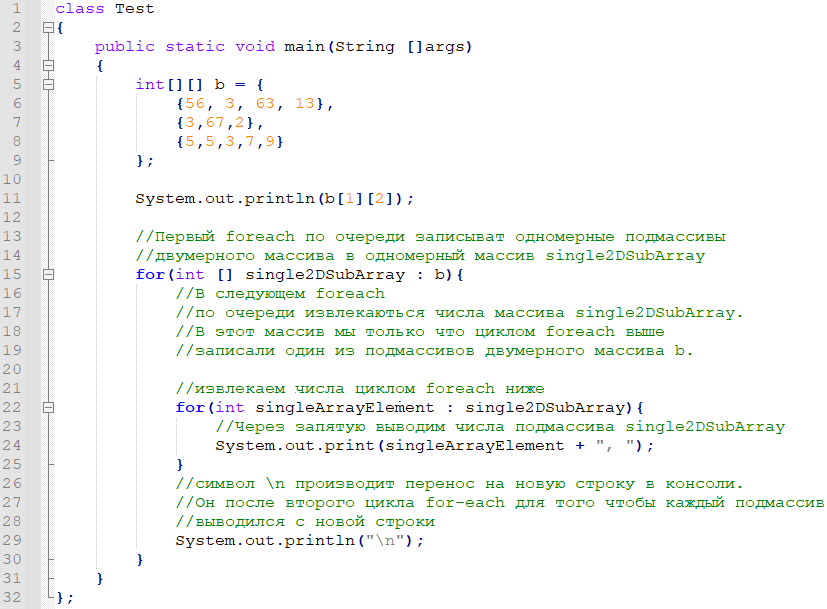 1 class Test
2 {
3 public static void main(String []args)
4 {
5 int[][] b = {
6 {56, 3, 63, 13},
7 {3,67,2},
8 {5,5,3,7,9}
9 };
10
11 System.out.println(b[1][2]);
12
13 //Первый foreach по очереди записыват одномерные подмассивы
14 //двумерного массива в одномерный массив single2DSubArray
15 for(int [] single2DSubArray : b){
16 //В следующем foreach
17 //по очереди извлекаються числа массива single2DSubArray.
18 //В этот массив мы только что циклом foreach выше
19 //записали один из подмассивов двумерного массива b.
20
21 //извлекаем числа циклом foreach ниже
22 for(int singleArrayElement : single2DSubArray){
23 //Через запятую выводим числа подмассива single2DSubArray
24 System.out.print(singleArrayElement + ", ");
25 }
26 //символ \n производит перенос на новую строку в консоли.
27 //Он после второго цикла for-each для того чтобы каждый подмассив
28 //выводился с новой строки
29 System.out.println("\n");
30 }
31 }
32 };